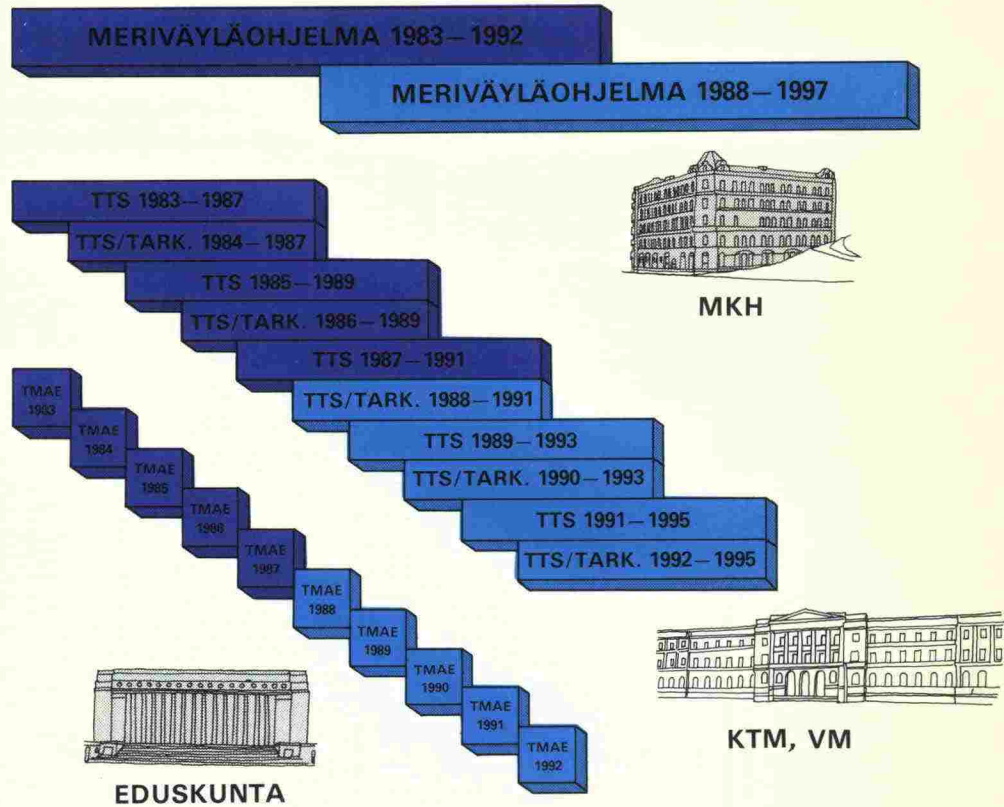 MERIVÄYLÄOHJELMA 1983—1992
MERIVÄYLÄOHJELMA 1988—1997
MKH
TTS 1983—1987
TTS/TARK. 1984—1987
TTS 1985—1989
TTS/TARK. 1986—1989
TTS 1987—1991
TTS/TARK. 1988—1991
TTS 1989—1993
TTS/TARK. 1990—1993
TTS 1991—1995
TTS/TARK. 1992—1995
KTM, VM
TMAE
1983
TMAE
1984
TMAE
1985
TMAE
1986
TMAE
1987
TMAE
1988
TMAE
1989
TMAE
1990
TMAE
1991
TMAE
1992
EDUSKUNTA